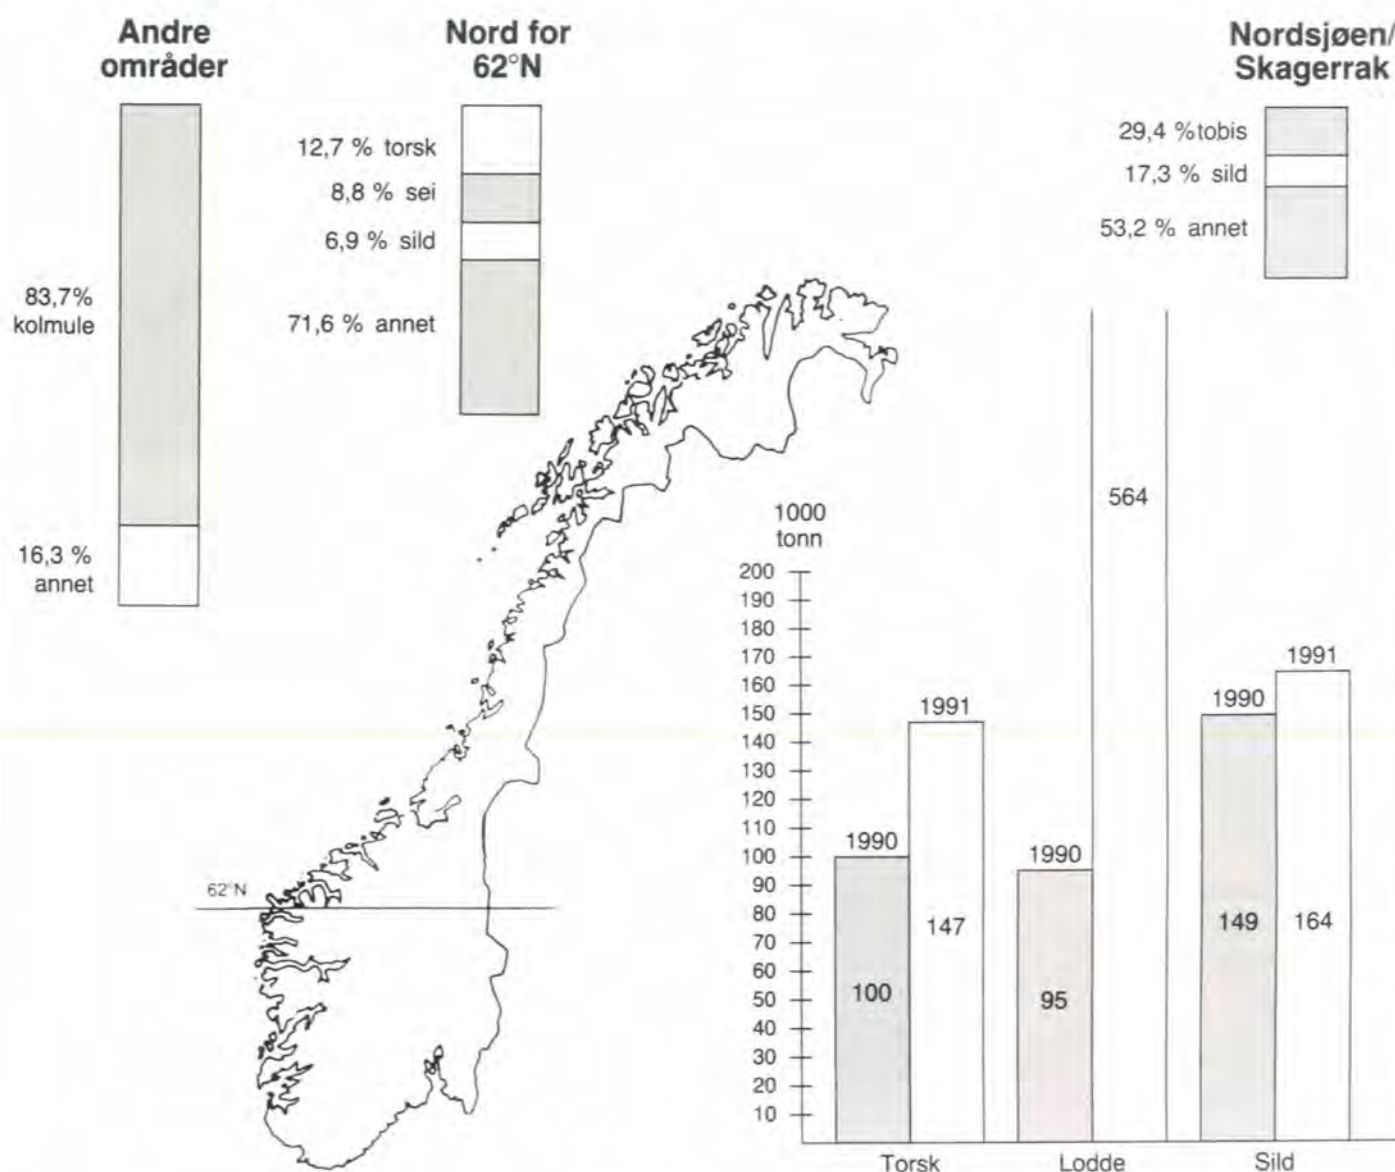 Andre
områder
83,7%
kolmule
16,3 %
annet
Nord for
62°N
12,7 % torsk
8,8 % sei
6,9 % sild
71,6 % annet
Nordsjøen/
Skagerrak
29,4 %tobis
17,3 % sild
53,2 % annet
62°N
1000
tonn
200
190
180
170
160
150
140
130
120
110
100
90
80
70
60
50
40
30
20
10
1990
100
1991
147
1990
95
564
1990
149
1991
164
Torsk
Lodde
Sild